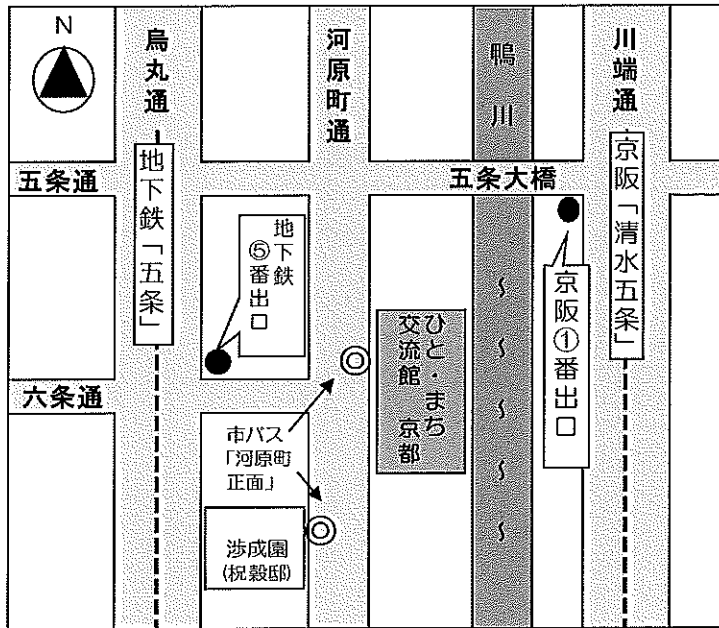 N
烏丸通
河原町通
鴨川
川端通
五条通
五条大橋
地下鉄「五条」
地下鉄
⑤番出口
京阪「清水五条」
京阪①番出口
ひと・まち
交流館 京都
六条通
市バス
「河原町
正面」
渉成園
(枳殻邸)